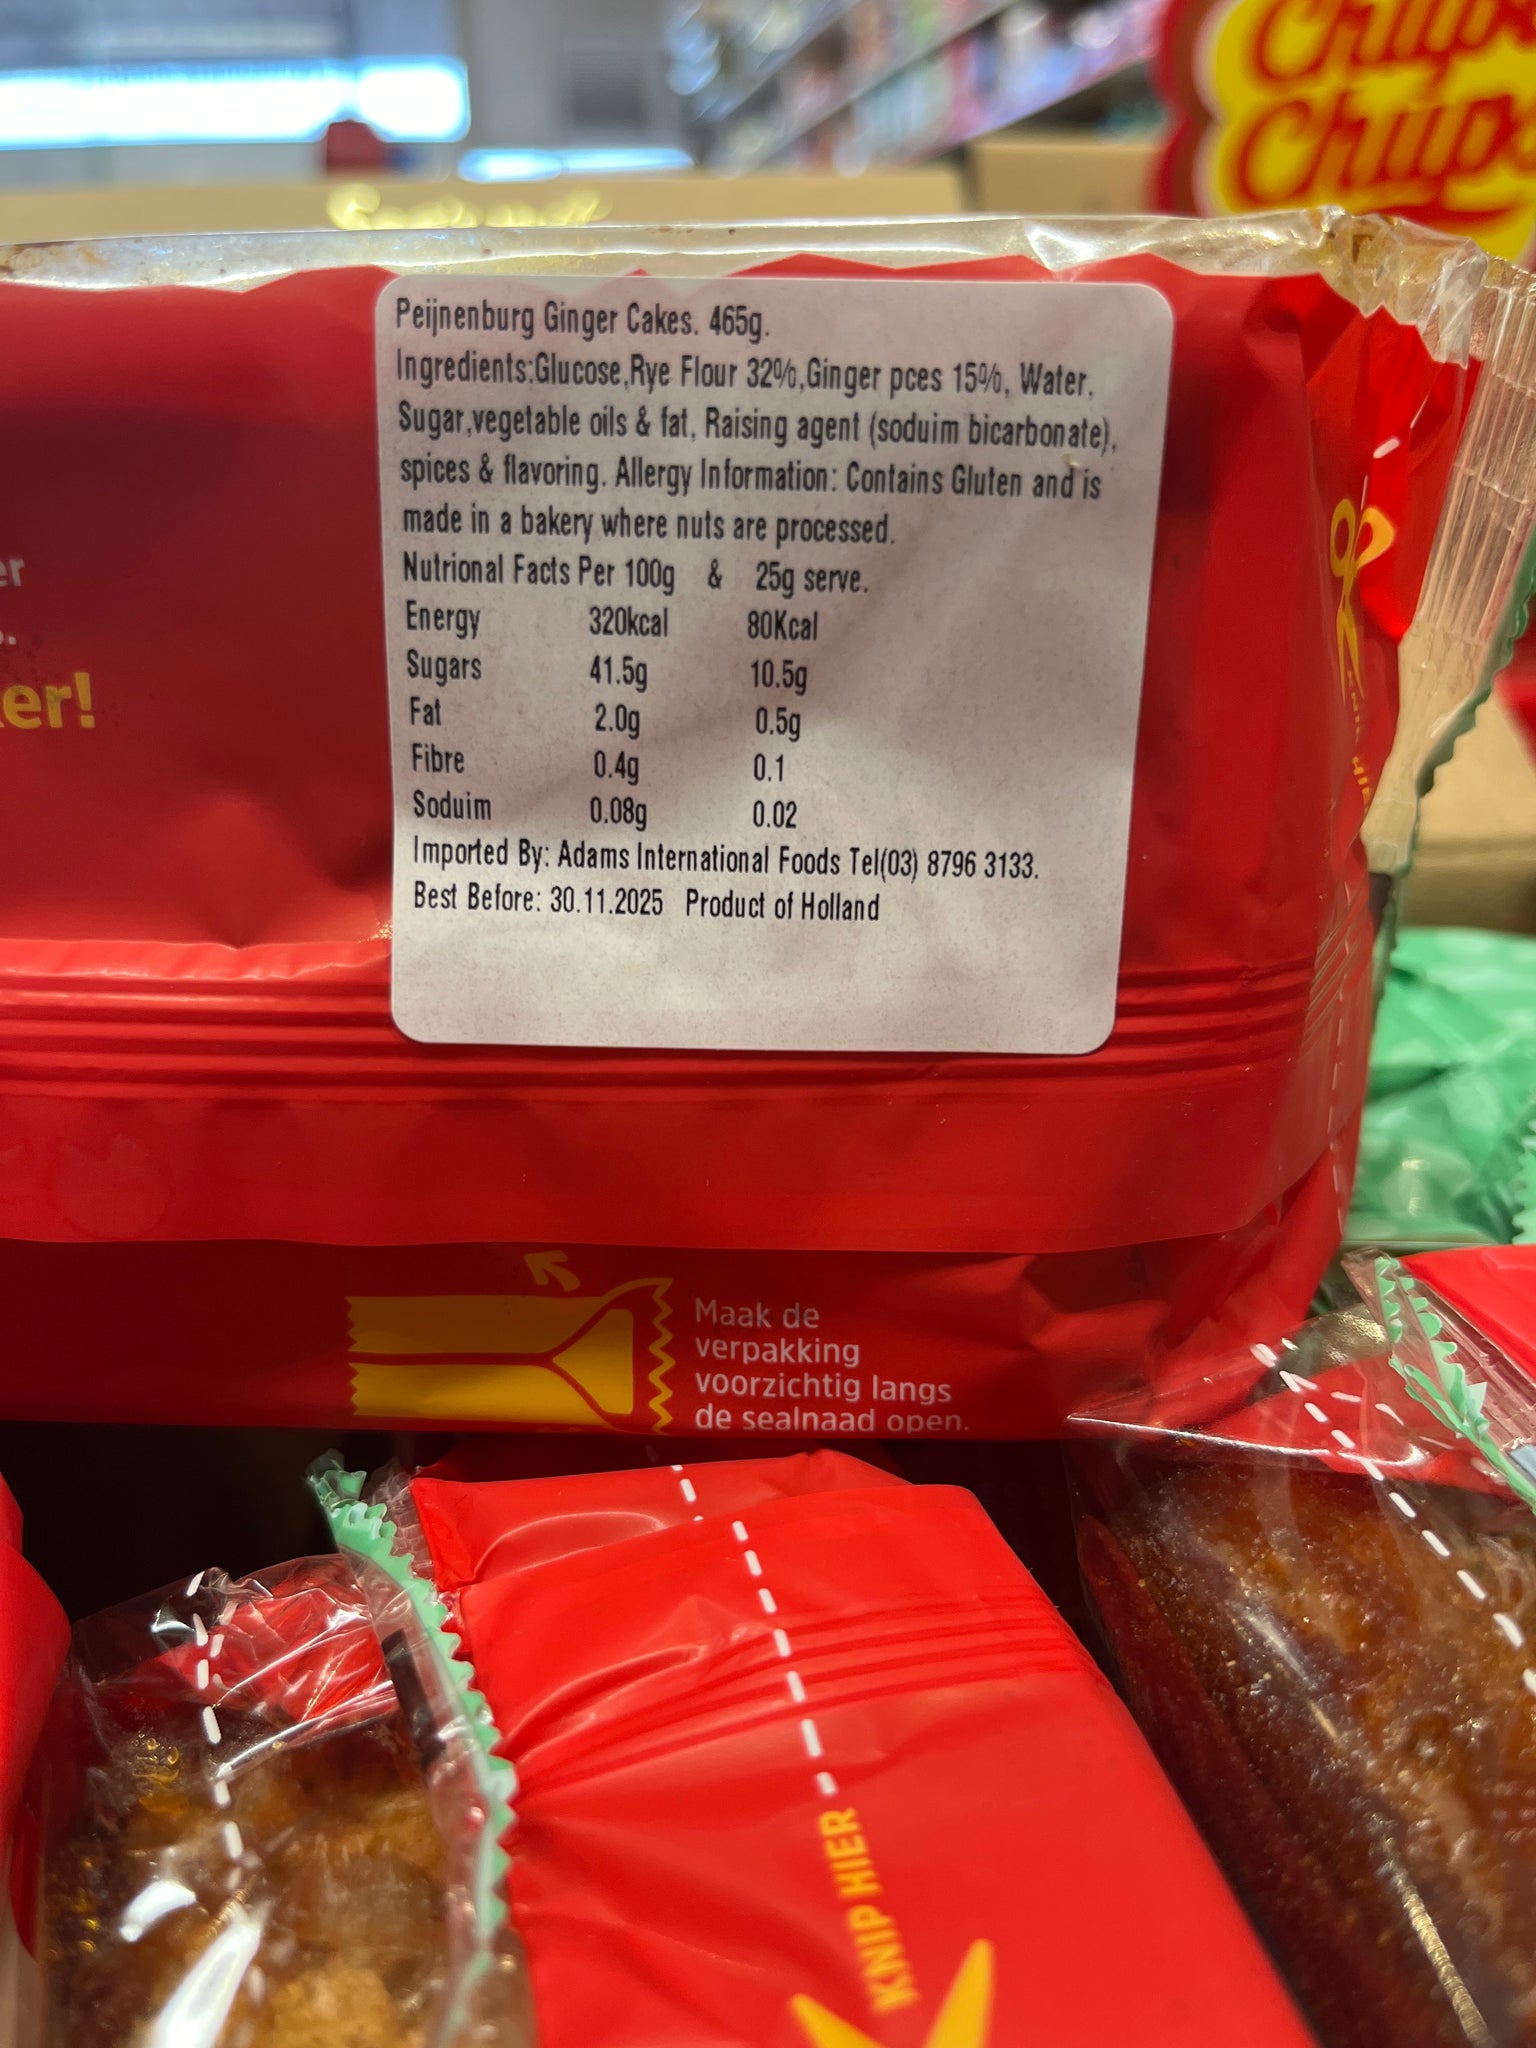 Chupa
Chups
Peijnenburg Ginger Cakes. 465g.
Ingredients:Glucose,Rye Flour 32%,Ginger pces 15%, Water,
Sugar,vegetable oils & fat, Raising agent (soduim bicarbonate),
spices & flavoring. Allergy Information: Contains Gluten and is
made in a bakery where nuts are processed.
Nutrional Facts Per 100g & 25g serve.
Energy 320kcal 80Kcal
Sugars 41.5g 10.5g
Fat 2.0g 0.5g
Fibre 0.4g 0.1
Soduim 0.08g 0.02
Imported By: Adams International Foods Tel(03) 8796 3133.
Best Before: 30.11.2025 Product of Holland
er!
Maak de
verpakking
voorzichtig langs
de sealnaad open.
KNIP HIER